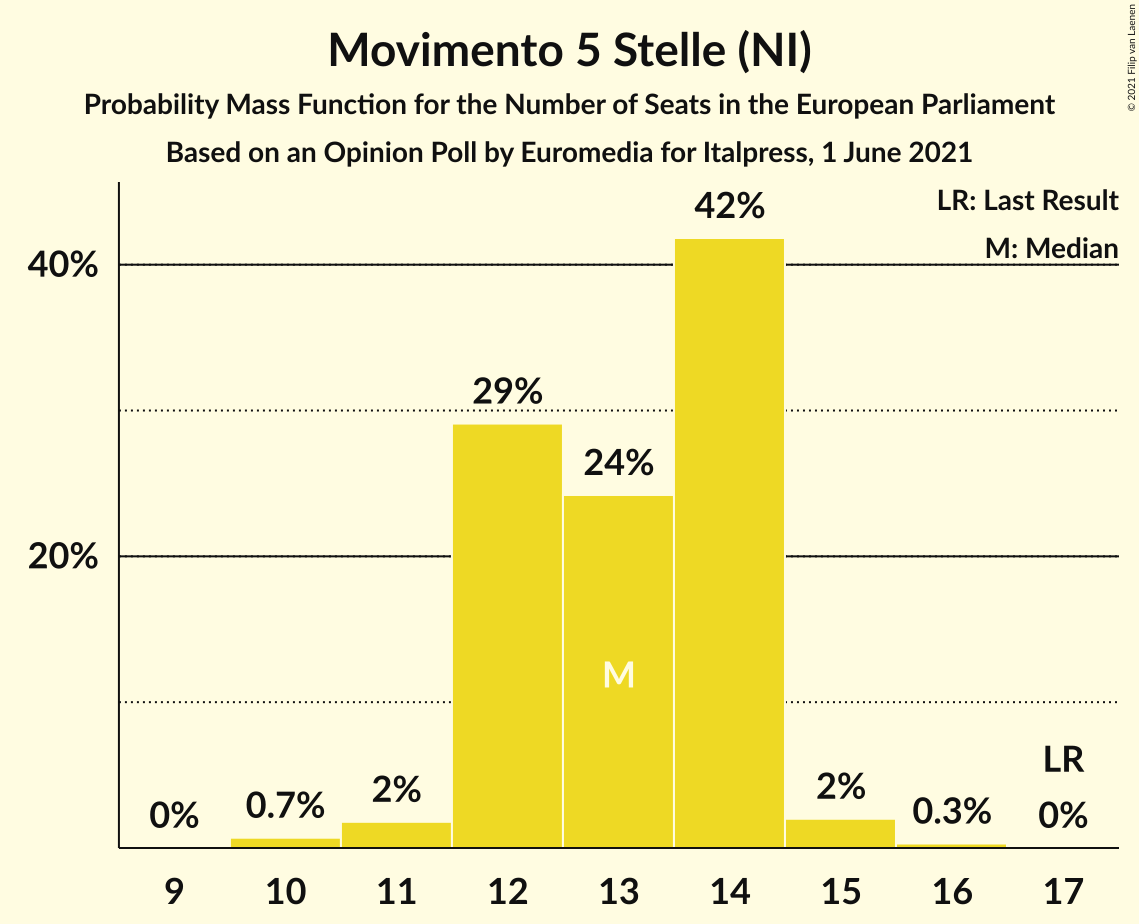 Movimento 5 Stelle (NI)
Probability Mass Function for the Number of Seats in the European Parliament
Based on an Opinion Poll by Euromedia for Italpress, 1 June 2021
© 2021 Filip van Laenen
LR: Last Result
M: Median
42%
40%
29%
24%
20%
M
LR
0%
0.7%
2%
2%
0.3%
0%
9 10 11 12 13 14 15 16 17